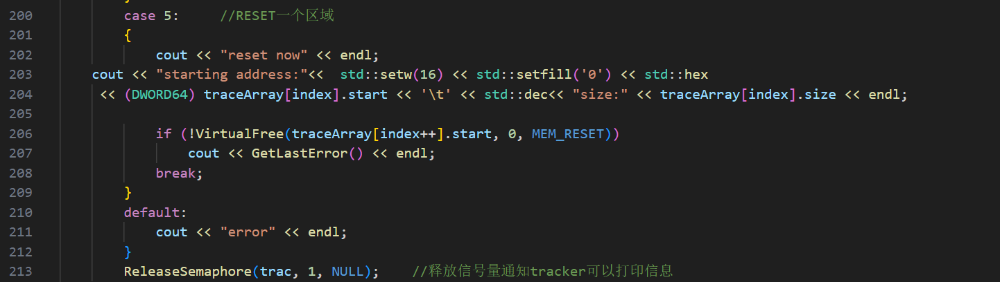 200 case 5: //RESET一个区域
201 {
202 cout << "reset now" << endl;
203 cout << "starting address:"<<  std::setw(16) << std::setfill('0') << std::hex
204 << (DWORD64) traceArray[index].start << '\t' << std::dec<< "size:" << traceArray[index].size << endl;
205
206 if (!VirtualFree(traceArray[index++].start, 0, MEM_RESET))
207 cout << GetLastError() << endl;
208 break;
209 }
210 default:
211 cout << "error" << endl;
212 }
213 ReleaseSemaphore(trac, 1, NULL); //释放信号量通知tracker可以打印信息